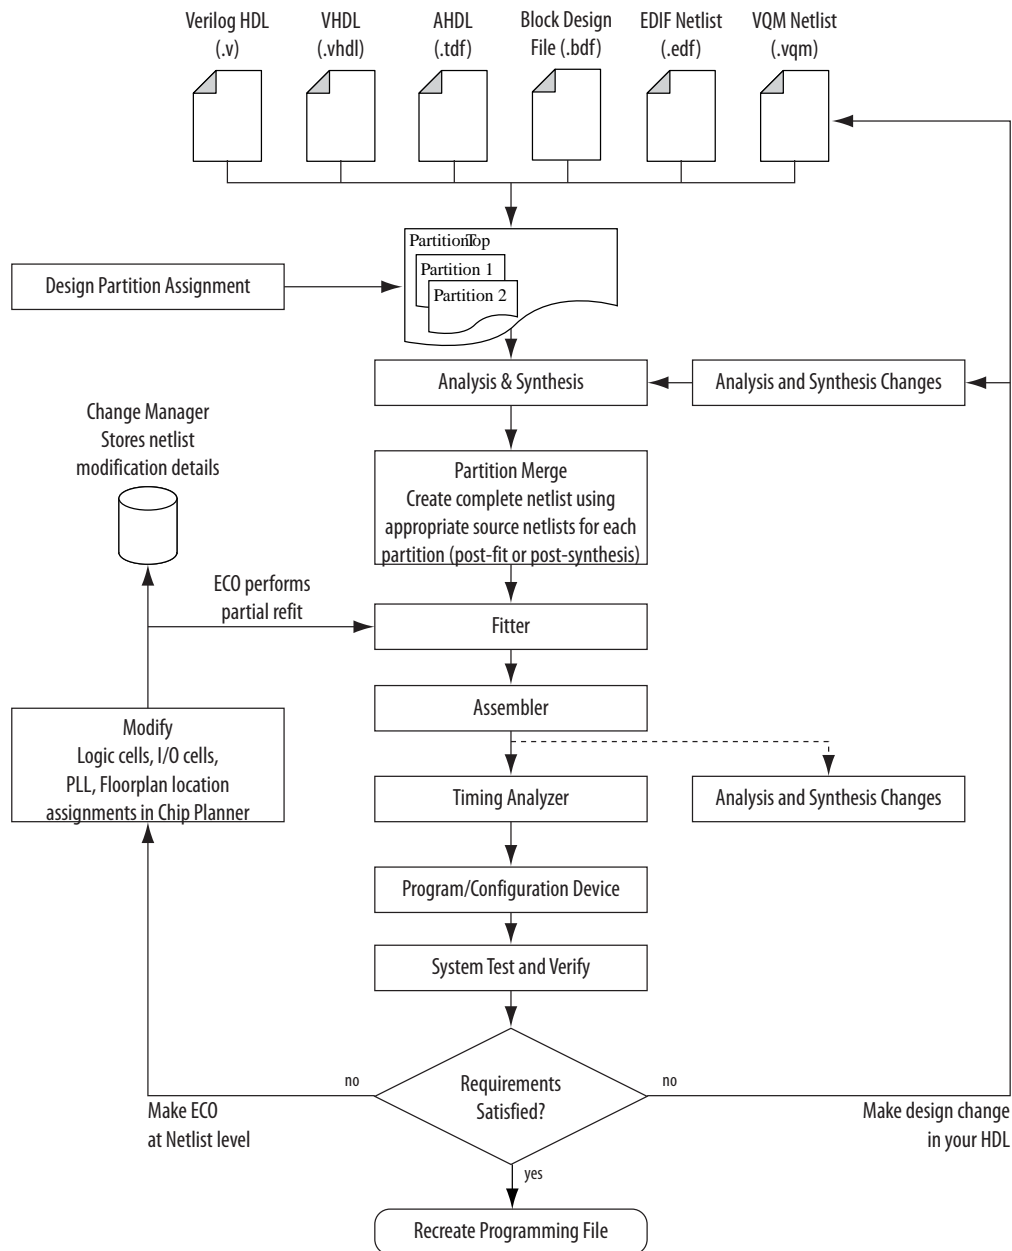 Verilog HDL
(.v)
VHDL
(.vhdl)
AHDL
(.tdf)
Block Design
File (.bdf)
EDIF Netlist
(.edf)
VQM Netlist
(.vqm)
Partition Top
Partition 1
Partition 2
Design Partition Assignment
Analysis & Synthesis
Analysis and Synthesis Changes
Change Manager
Stores netlist
modification details
Partition Merge
Create complete netlist using
appropriate source netlists for each
partition (post-fit or post-synthesis)
ECO performs
partial refit
Fitter
Assembler
Modify
Logic cells, I/O cells,
PLL, Floorplan location
assignments in Chip Planner
Timing Analyzer
Analysis and Synthesis Changes
Program/Configuration Device
System Test and Verify
Requirements
Satisfied?
no
no
Make ECO
at Netlist level
Make design change
in your HDL
yes
Recreate Programming File